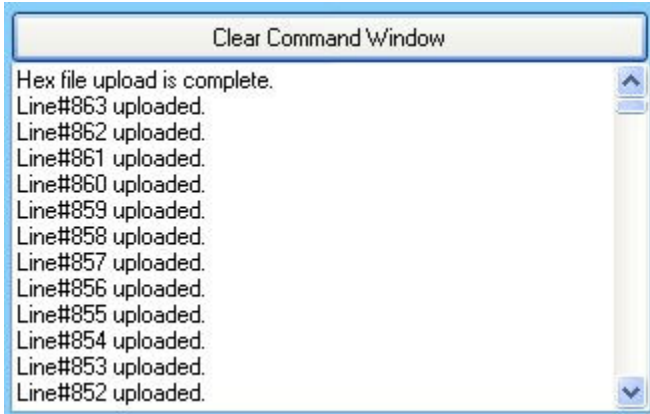 Clear Command Window
Hex file upload is complete.
Line#863 uploaded.
Line#862 uploaded.
Line#861 uploaded.
Line#860 uploaded.
Line#859 uploaded.
Line#858 uploaded.
Line#857 uploaded.
Line#856 uploaded.
Line#855 uploaded.
Line#854 uploaded.
Line#853 uploaded.
Line#852 uploaded.